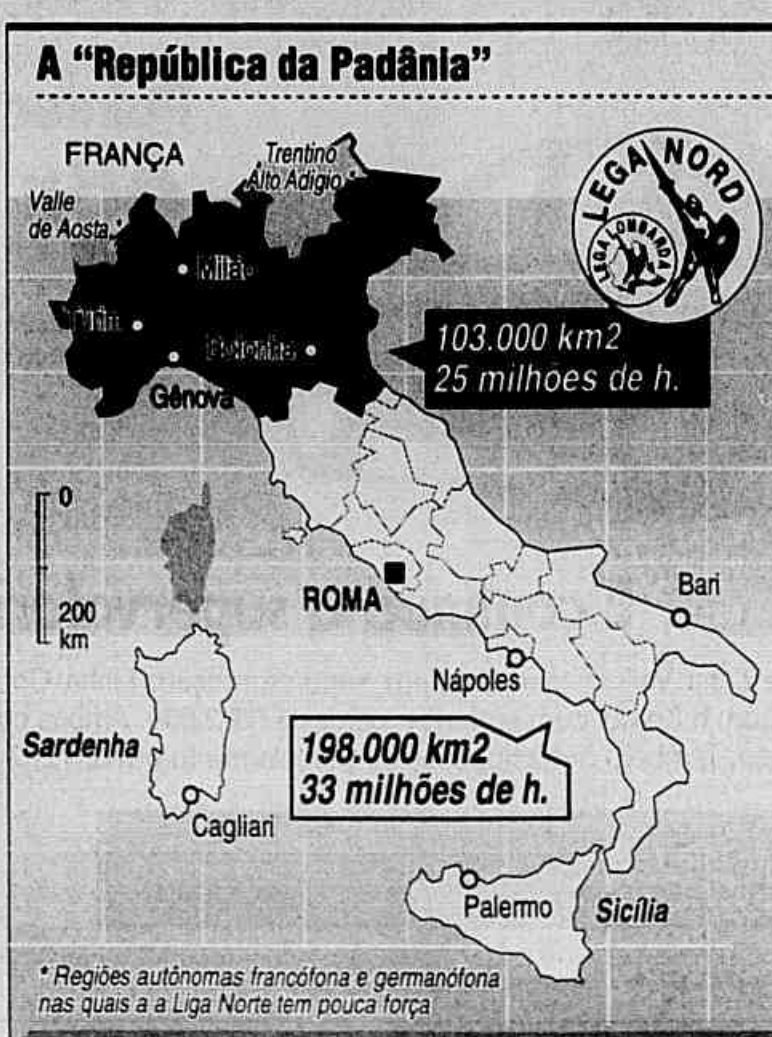 A “República da Padânia”
FRANÇA
Trentino
Alto Adigio *
Valle
de Aosta *
LEGA NORD
LEGA LOMBARDA
Milão
Turim
Bolonha
Gênova
103.000 km2
25 milhões de h.
0
200
km
ROMA
Bari
Nápoles
Sardenha
198.000 km2
33 milhões de h.
Cagliari
Palermo
Sicília
* Regiões autônomas francófona e germanófona
nas quais a a Liga Norte tem pouca força